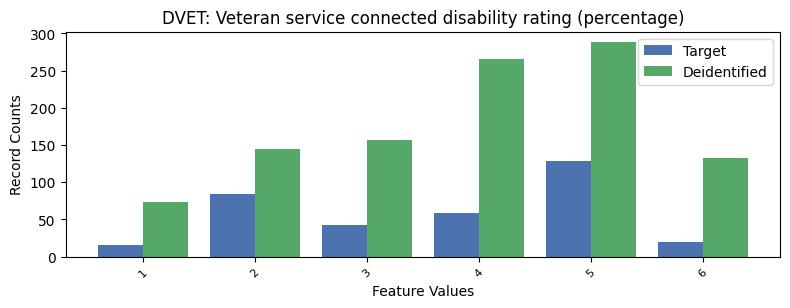 DVET: Veteran service connected disability rating (percentage)
Target
Deidentified
Record Counts
300
250
200
150
100
50
0
1 2 3 4 5 6
Feature Values